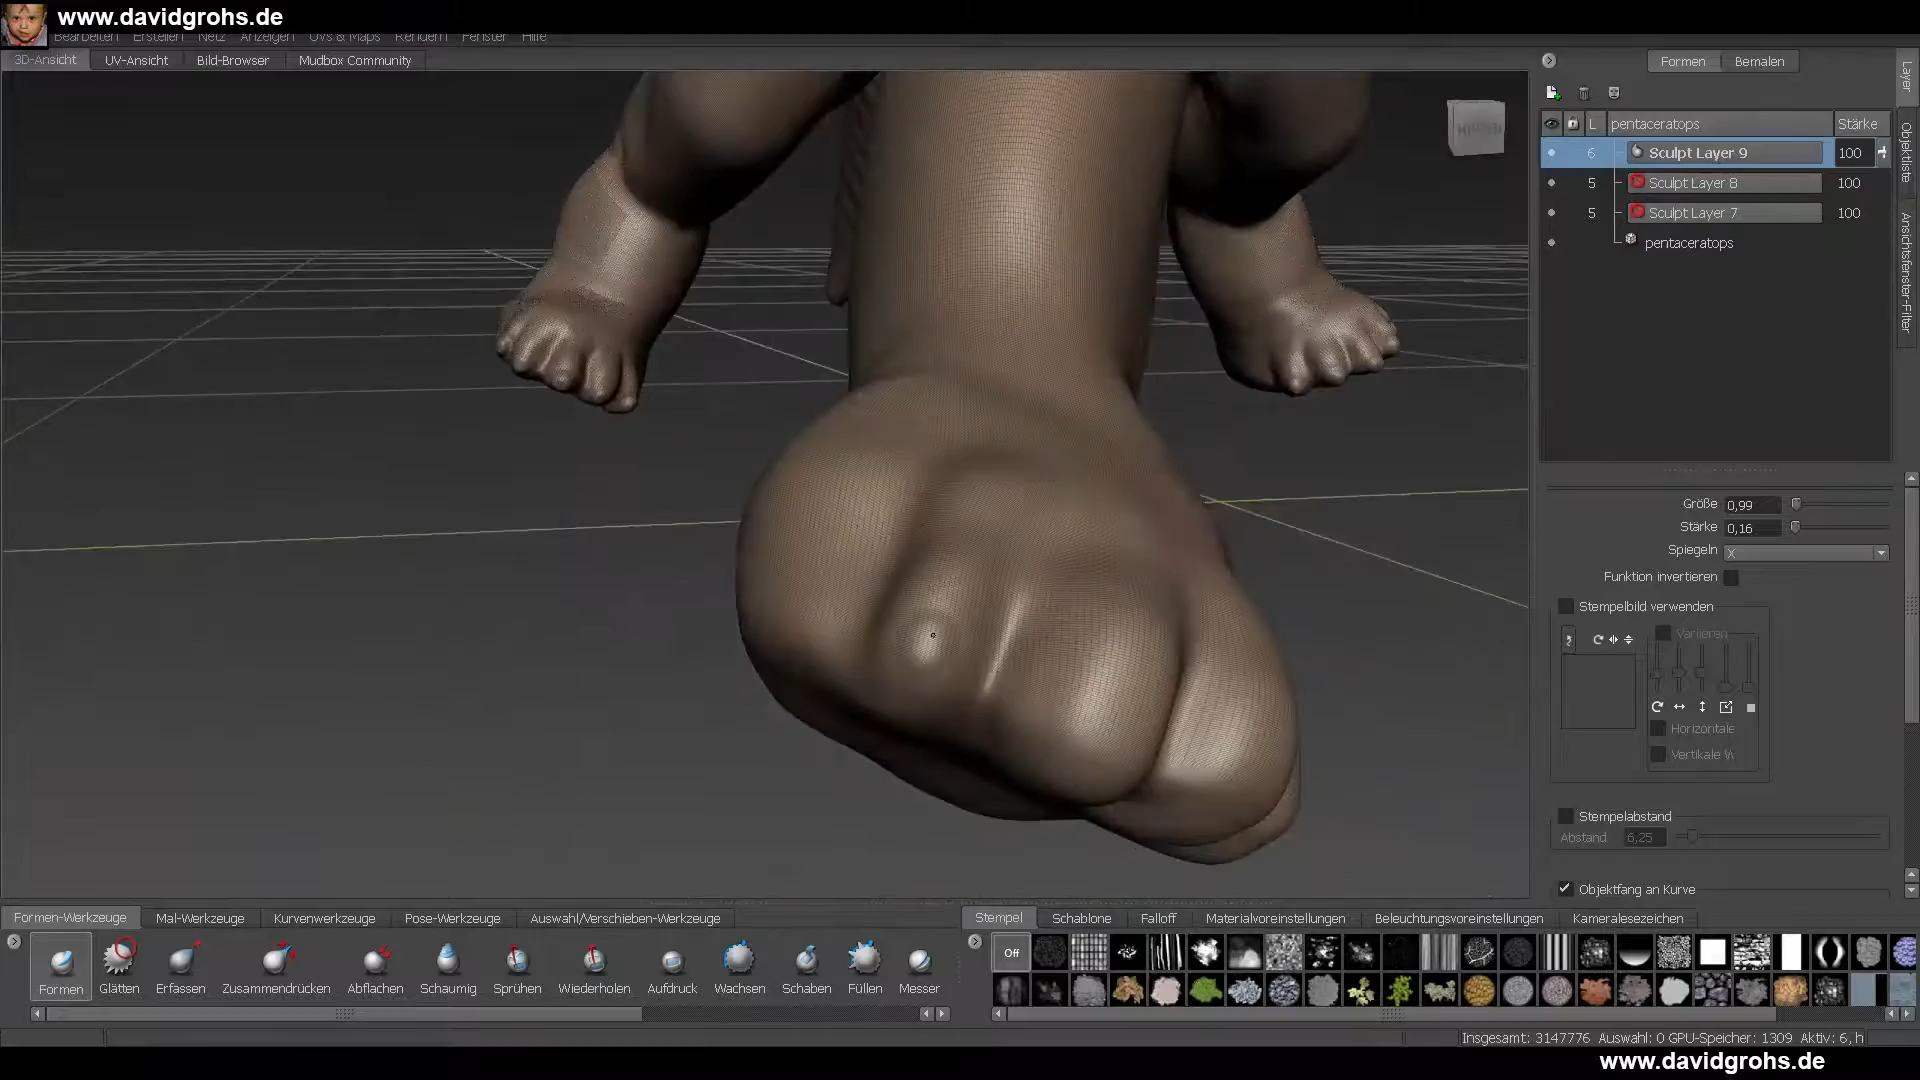 www.davidgrohs.de
Bearbeiten Erstellen Netz Anzeigen UVs & Maps Rendern Fenster Hilfe
3D-Ansicht UV-Ansicht Bild-Browser Mudbox Community
Formen Bemalen
Layer
Objektliste
Ansichtsfenster-Filter
L pentaceratops Stärke
6 Sculpt Layer 9 100
5 Sculpt Layer 8 100
5 Sculpt Layer 7 100
pentaceratops
Größe 0,99
Stärke 0,16
Spiegeln X
Funktion invertieren
Stempelbild verwenden
Variieren
Horizontale
Vertikale W
Stempelabstand
Abstand 6,25
Objektfang an Kurve
Formen-Werkzeuge Mal-Werkzeuge Kurvenwerkzeuge Pose-Werkzeuge Auswahl/Verschieben-Werkzeuge
Stempel Schablone Falloff Materialvoreinstellungen Beleuchtungsvoreinstellungen Kameralesezeichen
Off
Formen Glätten Erfassen Zusammendrücken Abflachen Schaumig Sprühen Wiederholen Aufdruck Wachsen Schaben Füllen Messer
Insgesamt: 3147776 Auswahl: 0 GPU-Speicher: 1309 Aktiv: 6, h
www.davidgrohs.de